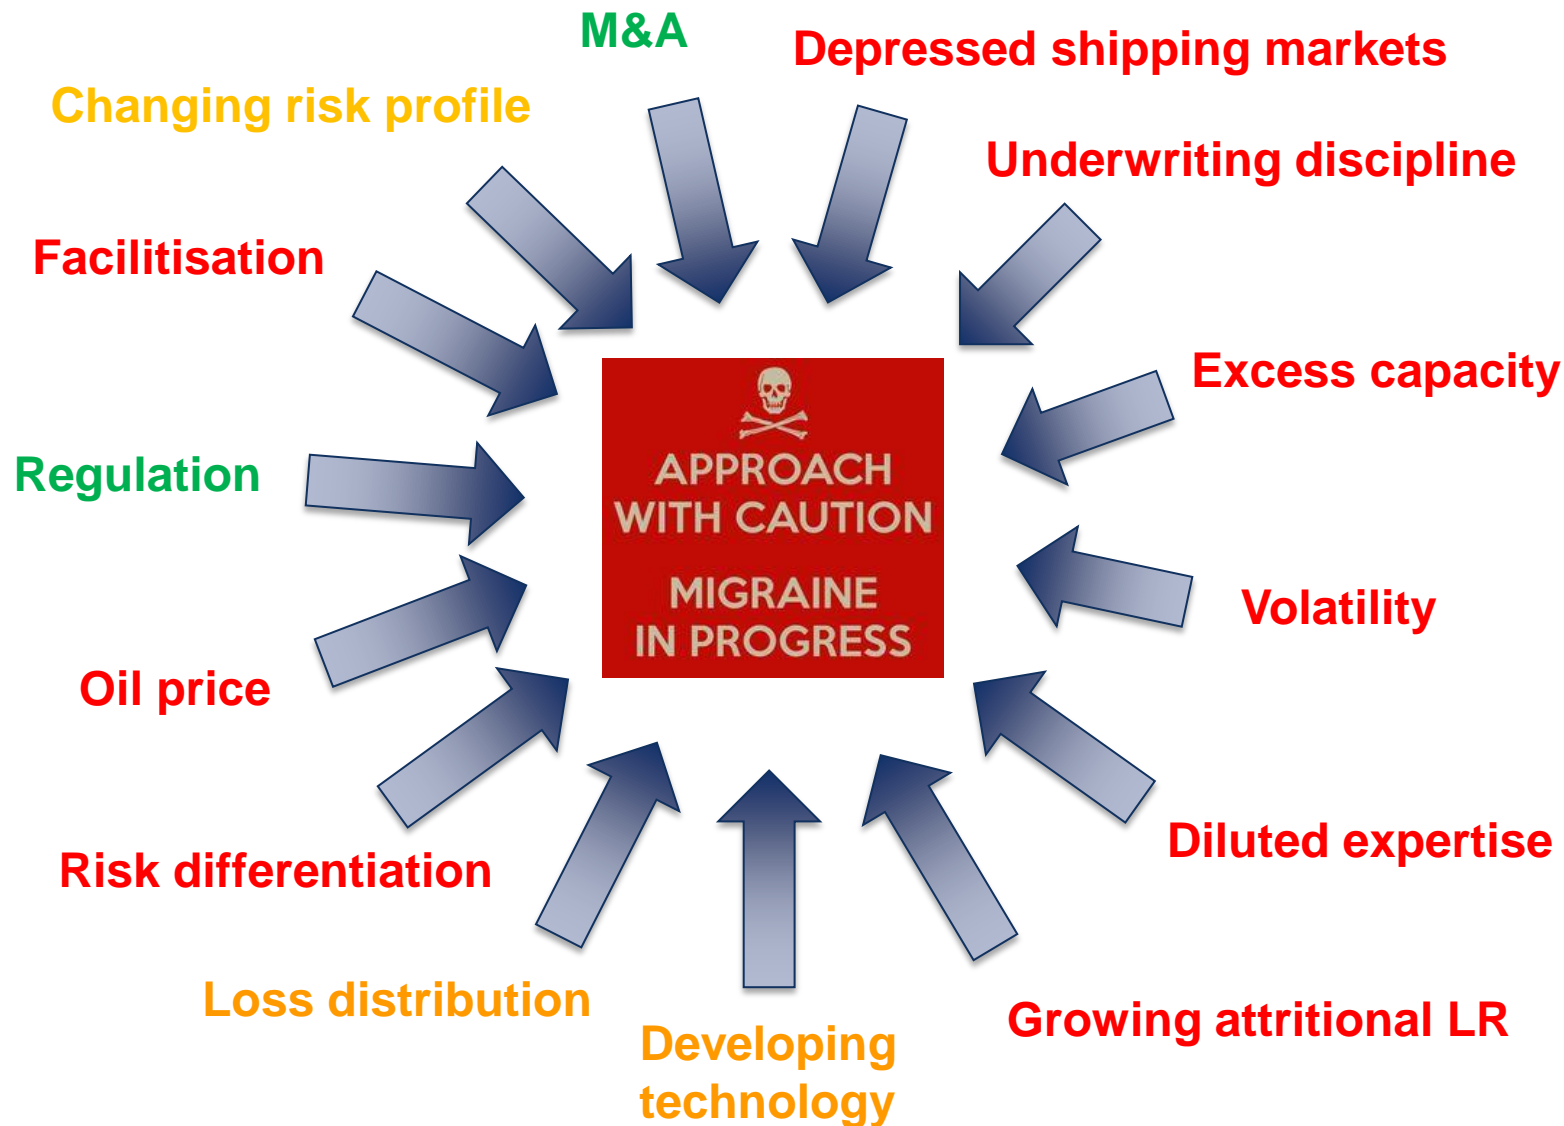 M&A
Depressed shipping markets
Changing risk profile
Underwriting discipline
Facilitisation
Excess capacity
APPROACH
WITH CAUTION
MIGRAINE
IN PROGRESS
Regulation
Volatility
Oil price
Diluted expertise
Risk differentiation
Loss distribution
Growing attritional LR
Developing
technology